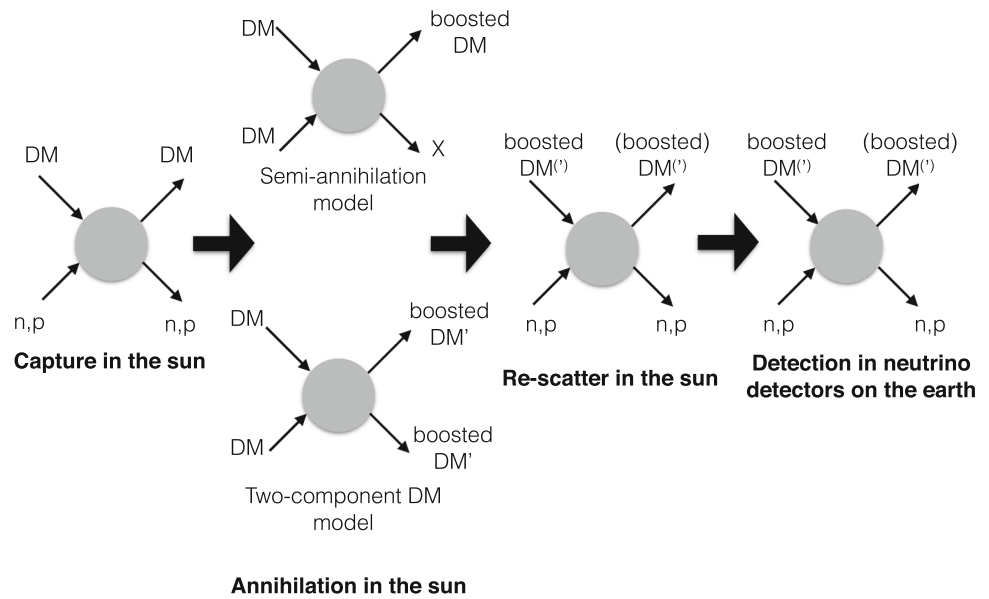 DM
DM
n,p
n,p
Capture in the sun
DM
boosted
DM
DM
X
Semi-annihilation
model
DM
boosted
DM’
DM
boosted
DM’
Two-component DM
model
Annihilation in the sun
boosted
DM(’)
(boosted)
DM(’)
n,p
n,p
Re-scatter in the sun
boosted
DM(’)
(boosted)
DM(’)
n,p
n,p
Detection in neutrino
detectors on the earth